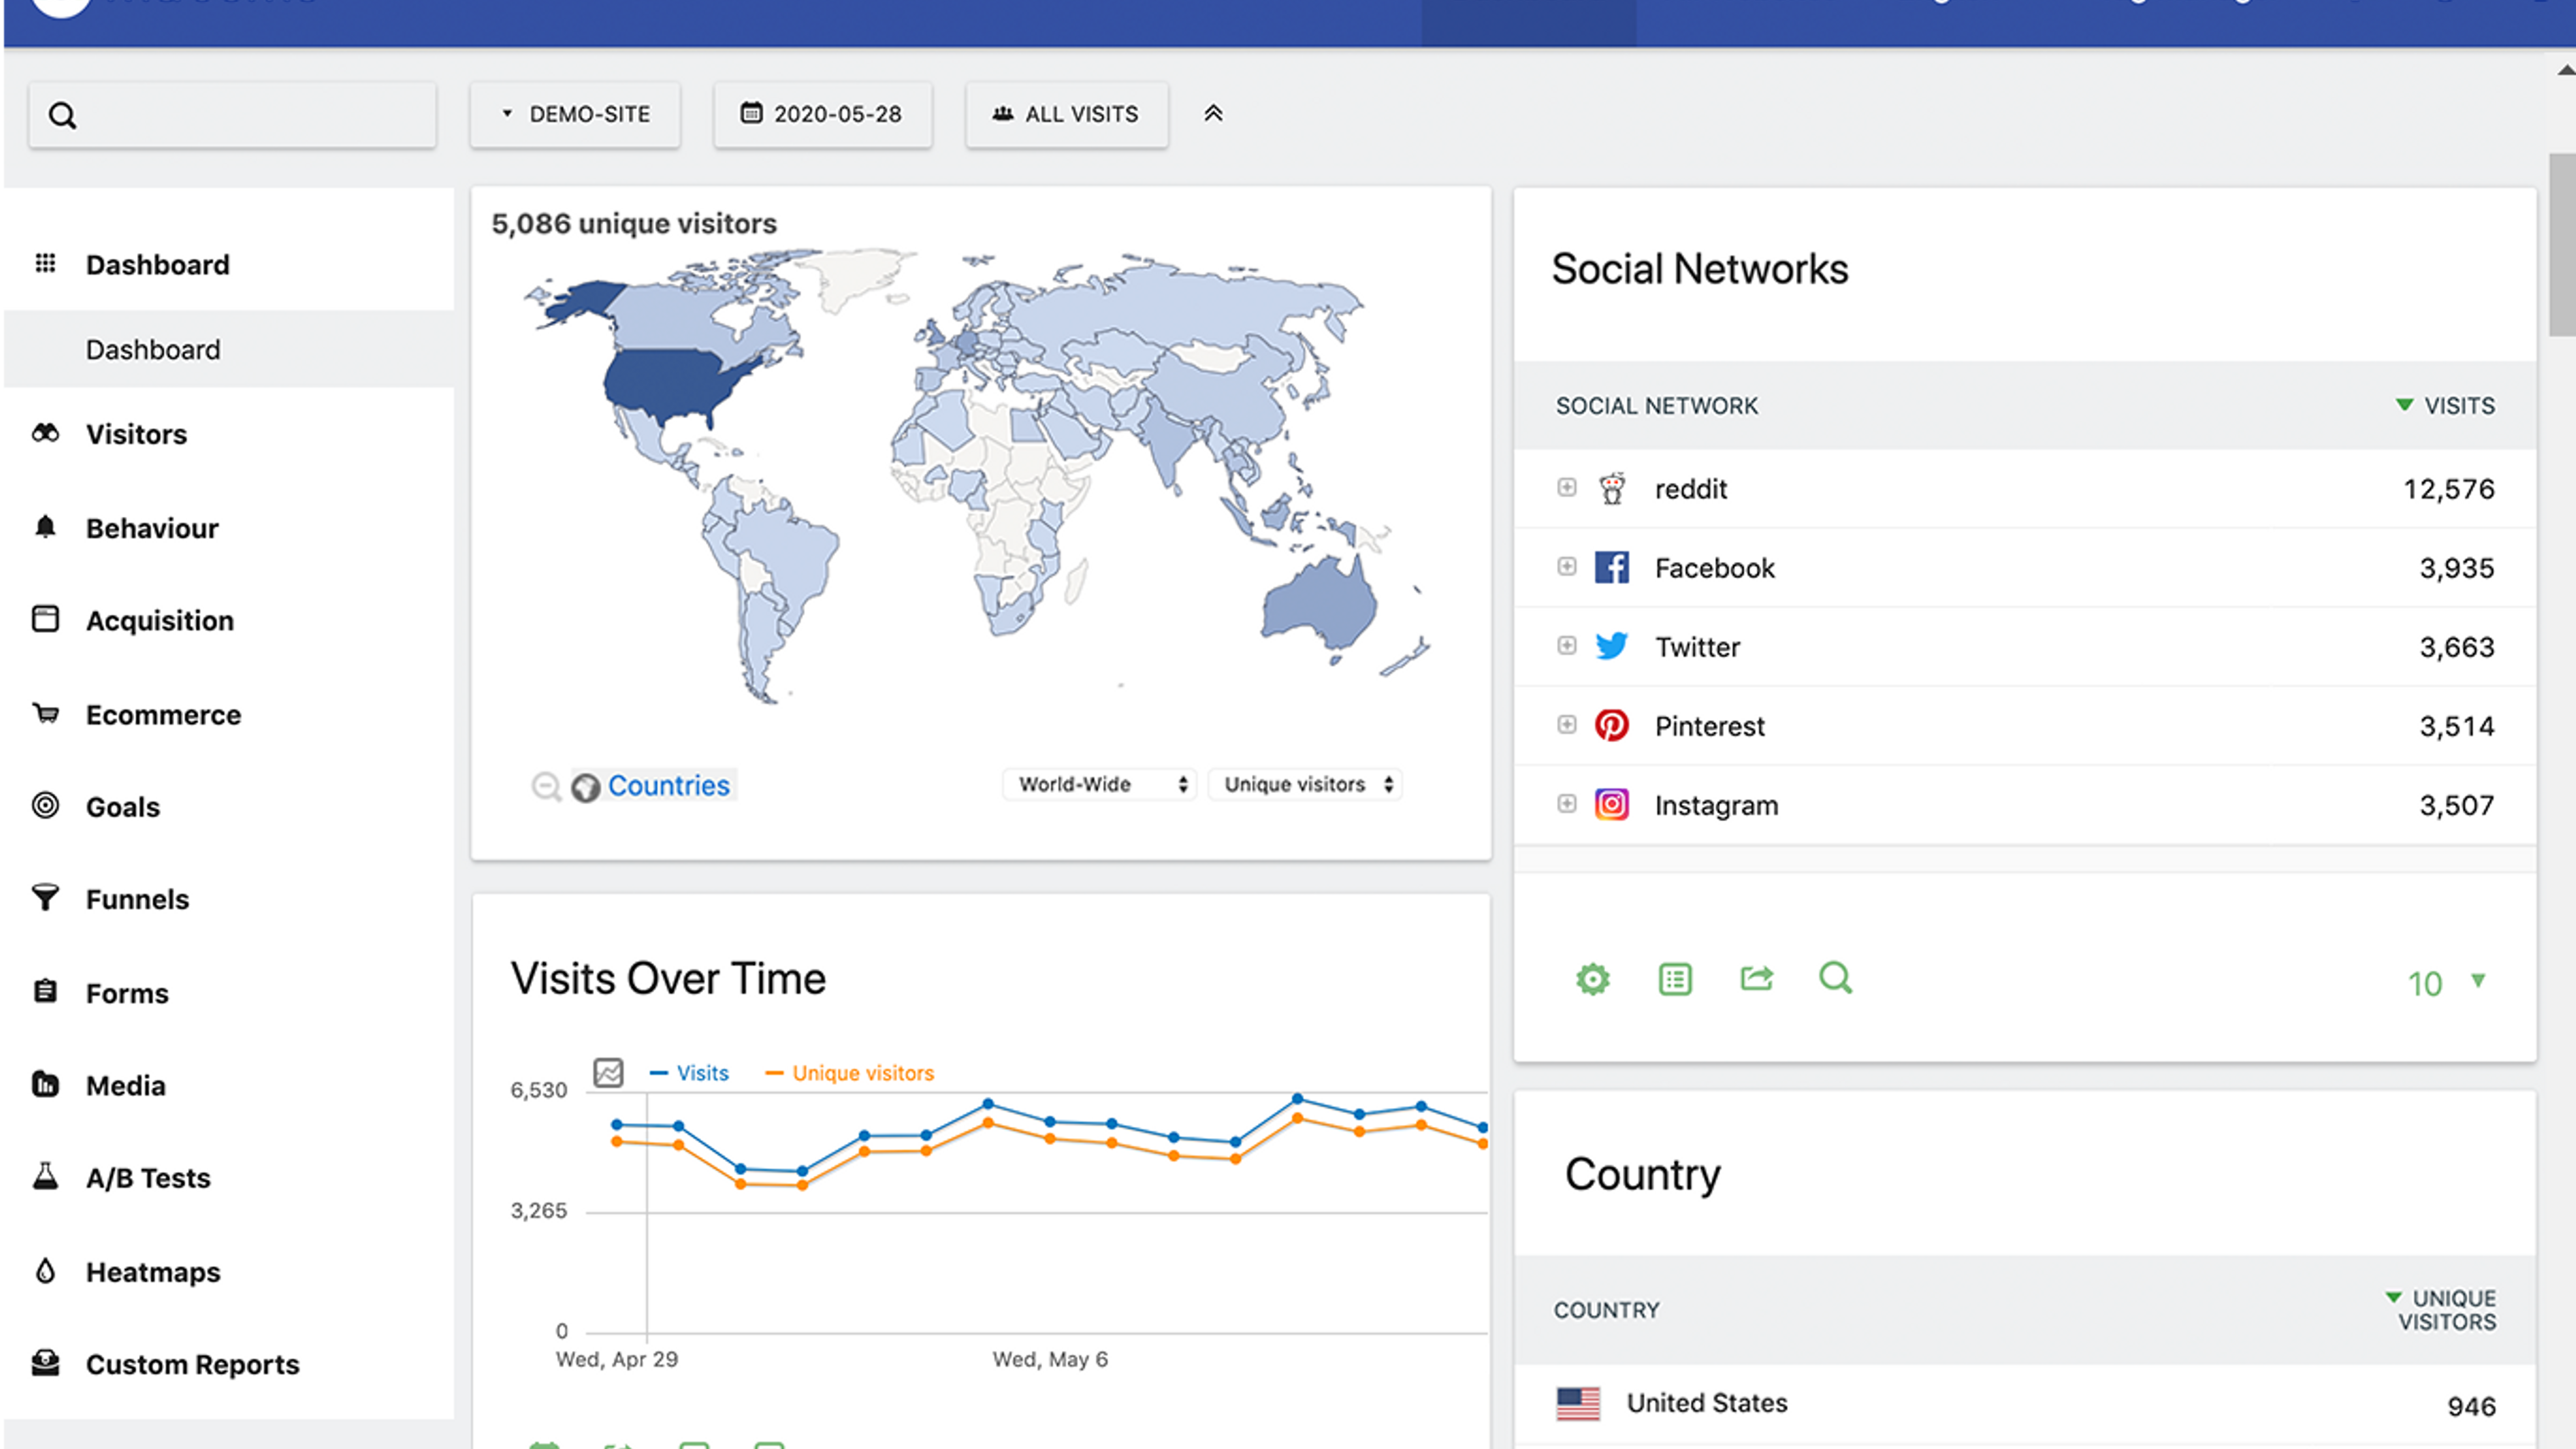 DEMO-SITE
2020-05-28
ALL VISITS
Dashboard
Dashboard
Visitors
Behaviour
Acquisition
Ecommerce
Goals
Funnels
Forms
Media
A/B Tests
Heatmaps
Custom Reports
5,086 unique visitors
Countries
World-Wide
Unique visitors
Visits Over Time
Visits
Unique visitors
6,530
3,265
0
Wed, Apr 29
Wed, May 6
Social Networks
SOCIAL NETWORK
VISITS
reddit
12,576
Facebook
3,935
Twitter
3,663
Pinterest
3,514
Instagram
3,507
10
Country
COUNTRY
UNIQUE
VISITORS
United States
946